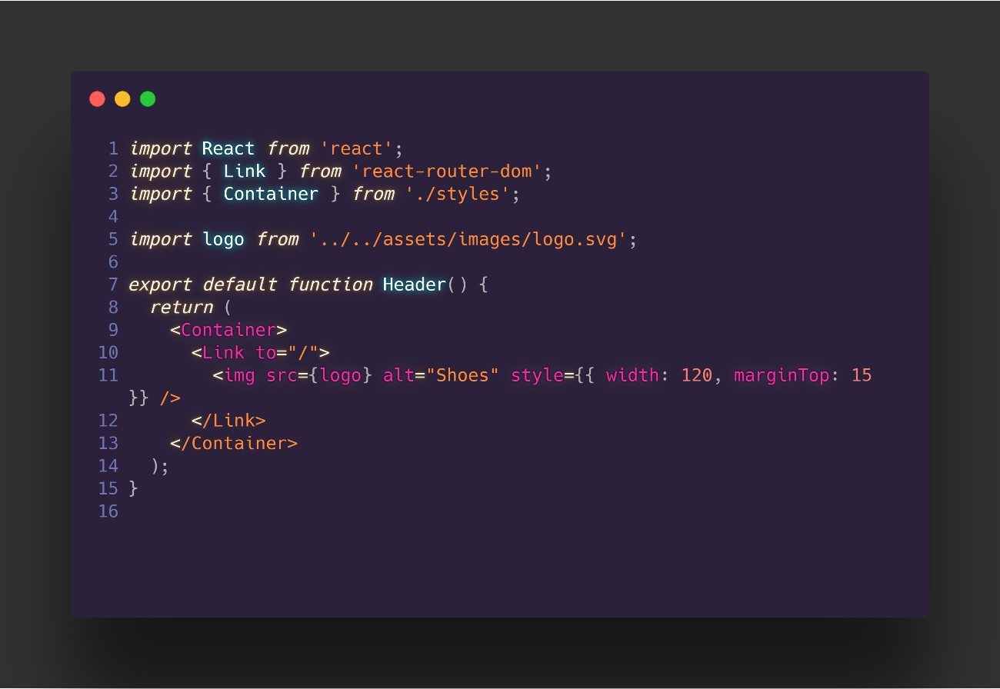 1 import React from 'react';
2 import { Link } from 'react-router-dom';
3 import { Container } from './styles';
4
5 import logo from '../../assets/images/logo.svg';
6
7 export default function Header() {
8   return (
9     <Container>
10       <Link to="/">
11         <img src={logo} alt="Shoes" style={{ width: 120, marginTop: 15
}} />
12       </Link>
13     </Container>
14   );
15 }
16